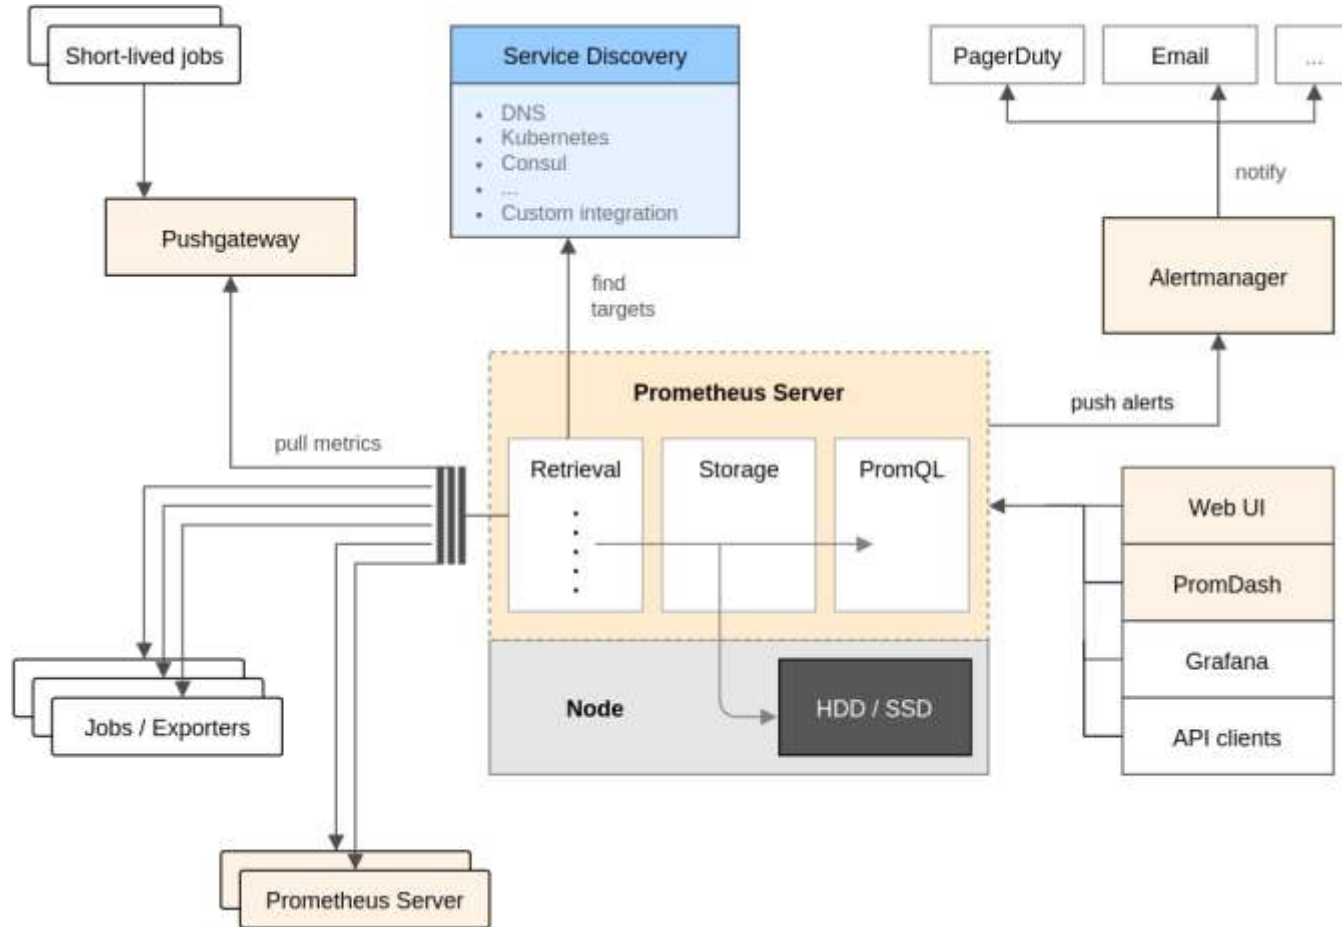 Short-lived jobs
Service Discovery
PagerDuty
Email
...
DNS
Kubernetes
Consul
...
Custom integration
notify
Pushgateway
Alertmanager
find
targets
Prometheus Server
push alerts
pull metrics
Retrieval
Storage
PromQL
Web UI
PromDash
Grafana
API clients
Node
HDD / SSD
Jobs / Exporters
Prometheus Server